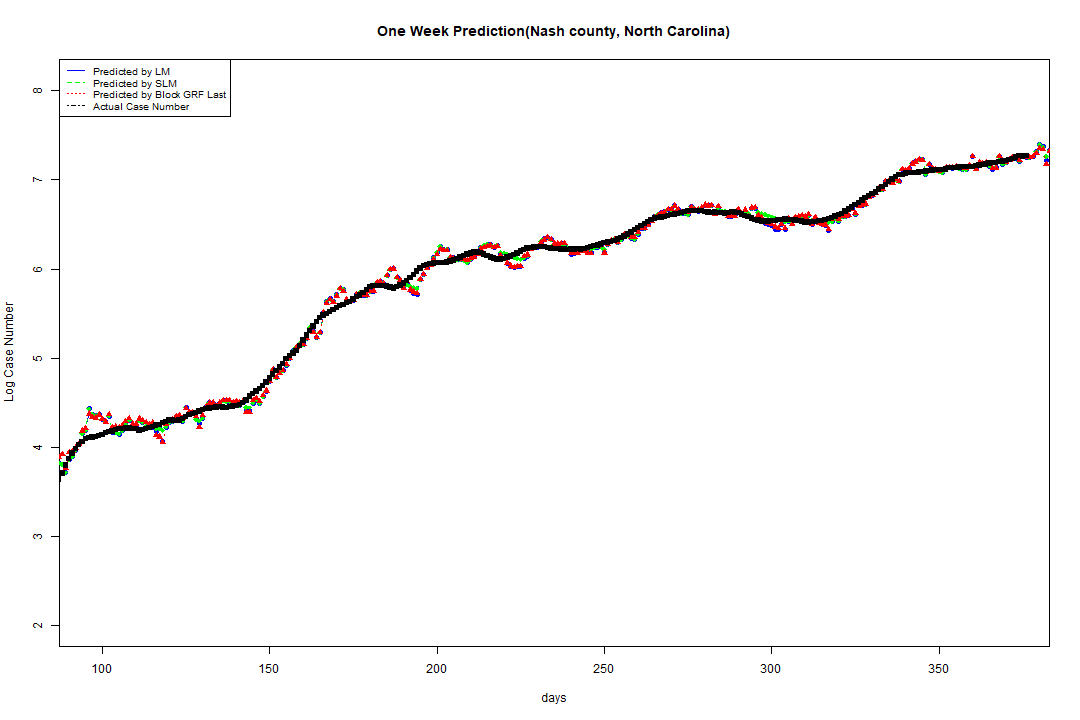 One Week Prediction(Nash county, North Carolina)
Predicted by LM
Predicted by SLM
Predicted by Block GRF Last
Actual Case Number
8
7
6
5
4
3
2
Log Case Number
100 150 200 250 300 350
days